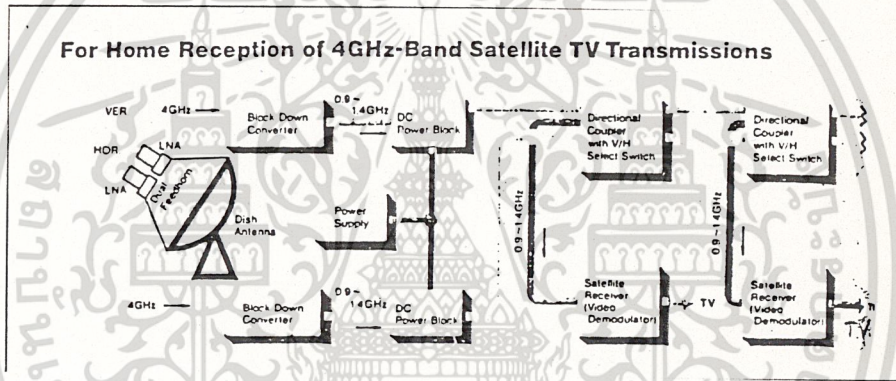 For Home Reception of 4GHz-Band Satellite TV Transmissions
VER
4GHz
Block Down
Converter
0.9~
1.4GHz
DC
Power Block
Directional
Coupler
with V/H
Select Switch
Directional
Coupler
with V/H
Select Switch
HOR
LNA
LNA
Dual
Feedhorn
Dish
Antenna
Power
Supply
0.9~1.4GHz
0.9~1.4GHz
4GHz
Block Down
Converter
0.9~
1.4GHz
DC
Power Block
Satellite
Receiver
(Video
Demodulator)
TV
Satellite
Receiver
(Video
Demodulator)